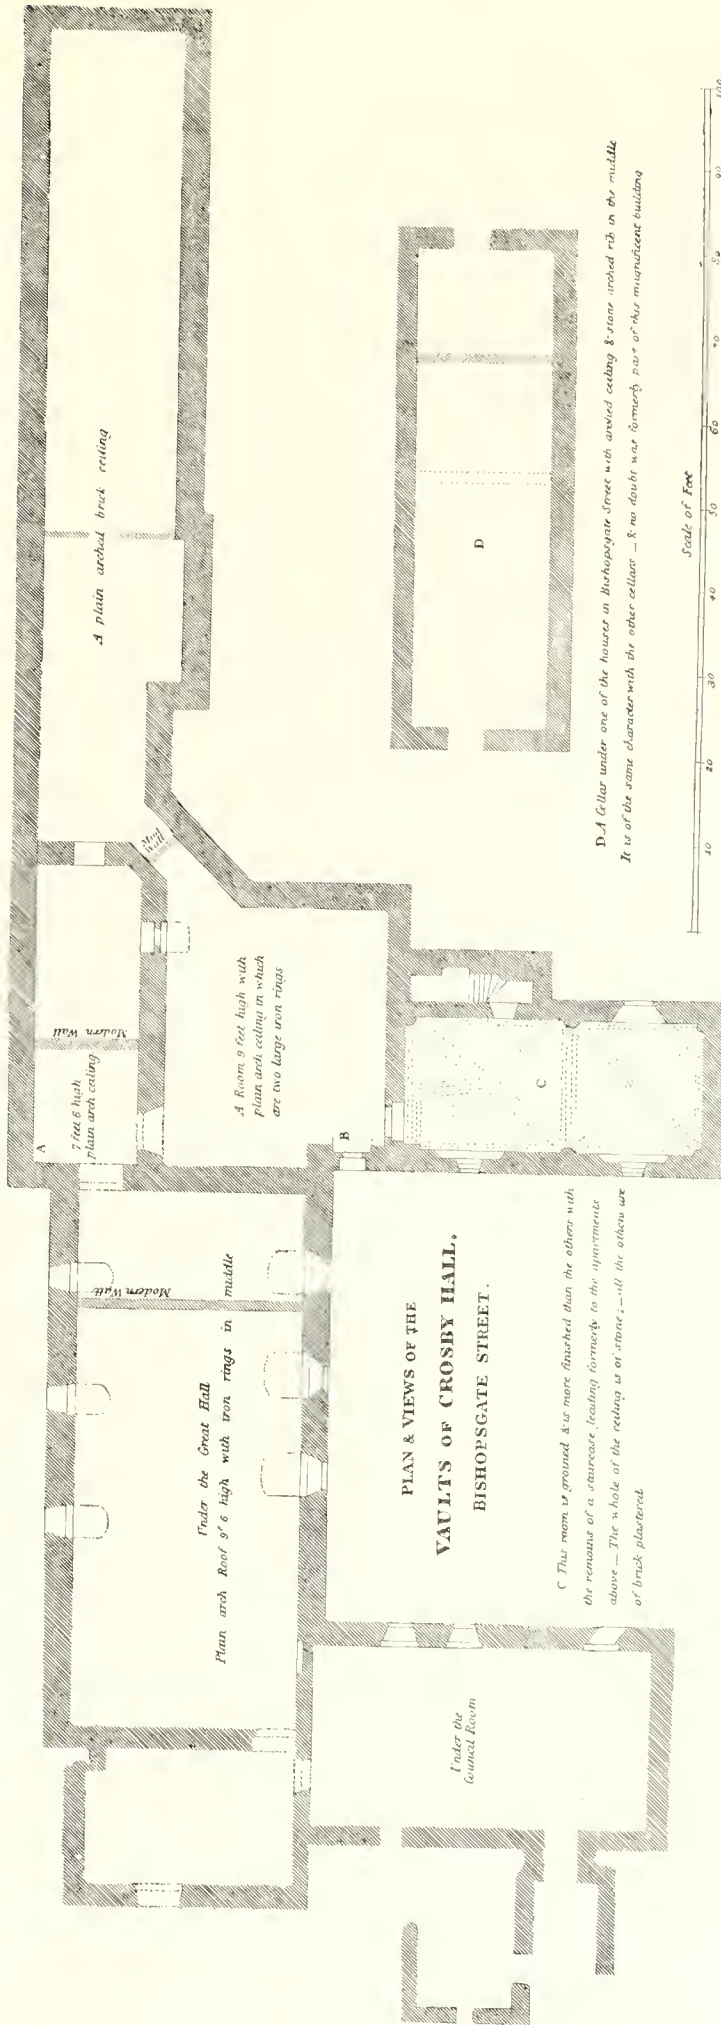 PLAN & VIEWS OF THE
VAULTS OF CROSBY HALL,
BISHOPSGATE STREET.
A plain arched brick ceiling
Mod.
Wall
Modern Wall
A
7 feet 6 high
plain arch ceiling
A Room 9 feet high with
plain arch ceiling in which
are two large iron rings
B
C
Modern Wall
Under the Great Hall
Plain arch Roof 9' 6 high with iron rings in middle
Under the
Council Room
C This room is groined & is more finished than the others with
the remains of a staircase leading formerly to the apartments
above _ The whole of the ceiling is of stone; _ all the others are
of brick plastered
D
D A Cellar under one of the houses in Bishopsgate Street with arched ceiling & stone arched rib in the middle
It is of the same character with the other cellars _ & no doubt was formerly part of this magnificent building
Scale of Feet
10 20 30 40 50 60 70 80 90 100